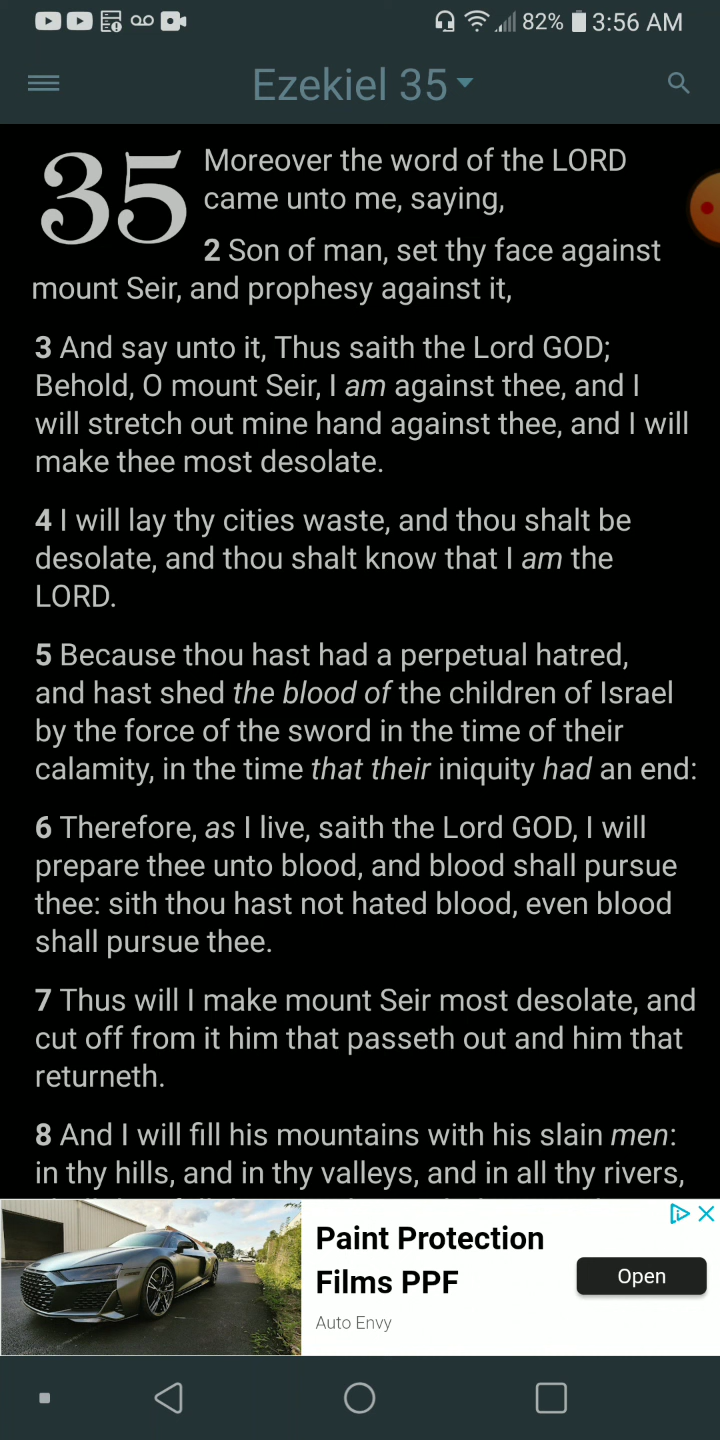 82% 3:56 AM
Ezekiel 35
35 Moreover the word of the LORD
came unto me, saying,
2 Son of man, set thy face against
mount Seir, and prophesy against it,
3 And say unto it, Thus saith the Lord GOD;
Behold, O mount Seir, I am against thee, and I
will stretch out mine hand against thee, and I will
make thee most desolate.
4 I will lay thy cities waste, and thou shalt be
desolate, and thou shalt know that I am the
LORD.
5 Because thou hast had a perpetual hatred,
and hast shed the blood of the children of Israel
by the force of the sword in the time of their
calamity, in the time that their iniquity had an end:
6 Therefore, as I live, saith the Lord GOD, I will
prepare thee unto blood, and blood shall pursue
thee: sith thou hast not hated blood, even blood
shall pursue thee.
7 Thus will I make mount Seir most desolate, and
cut off from it him that passeth out and him that
returneth.
8 And I will fill his mountains with his slain men:
in thy hills, and in thy valleys, and in all thy rivers,
Paint Protection
Films PPF
Open
Auto Envy